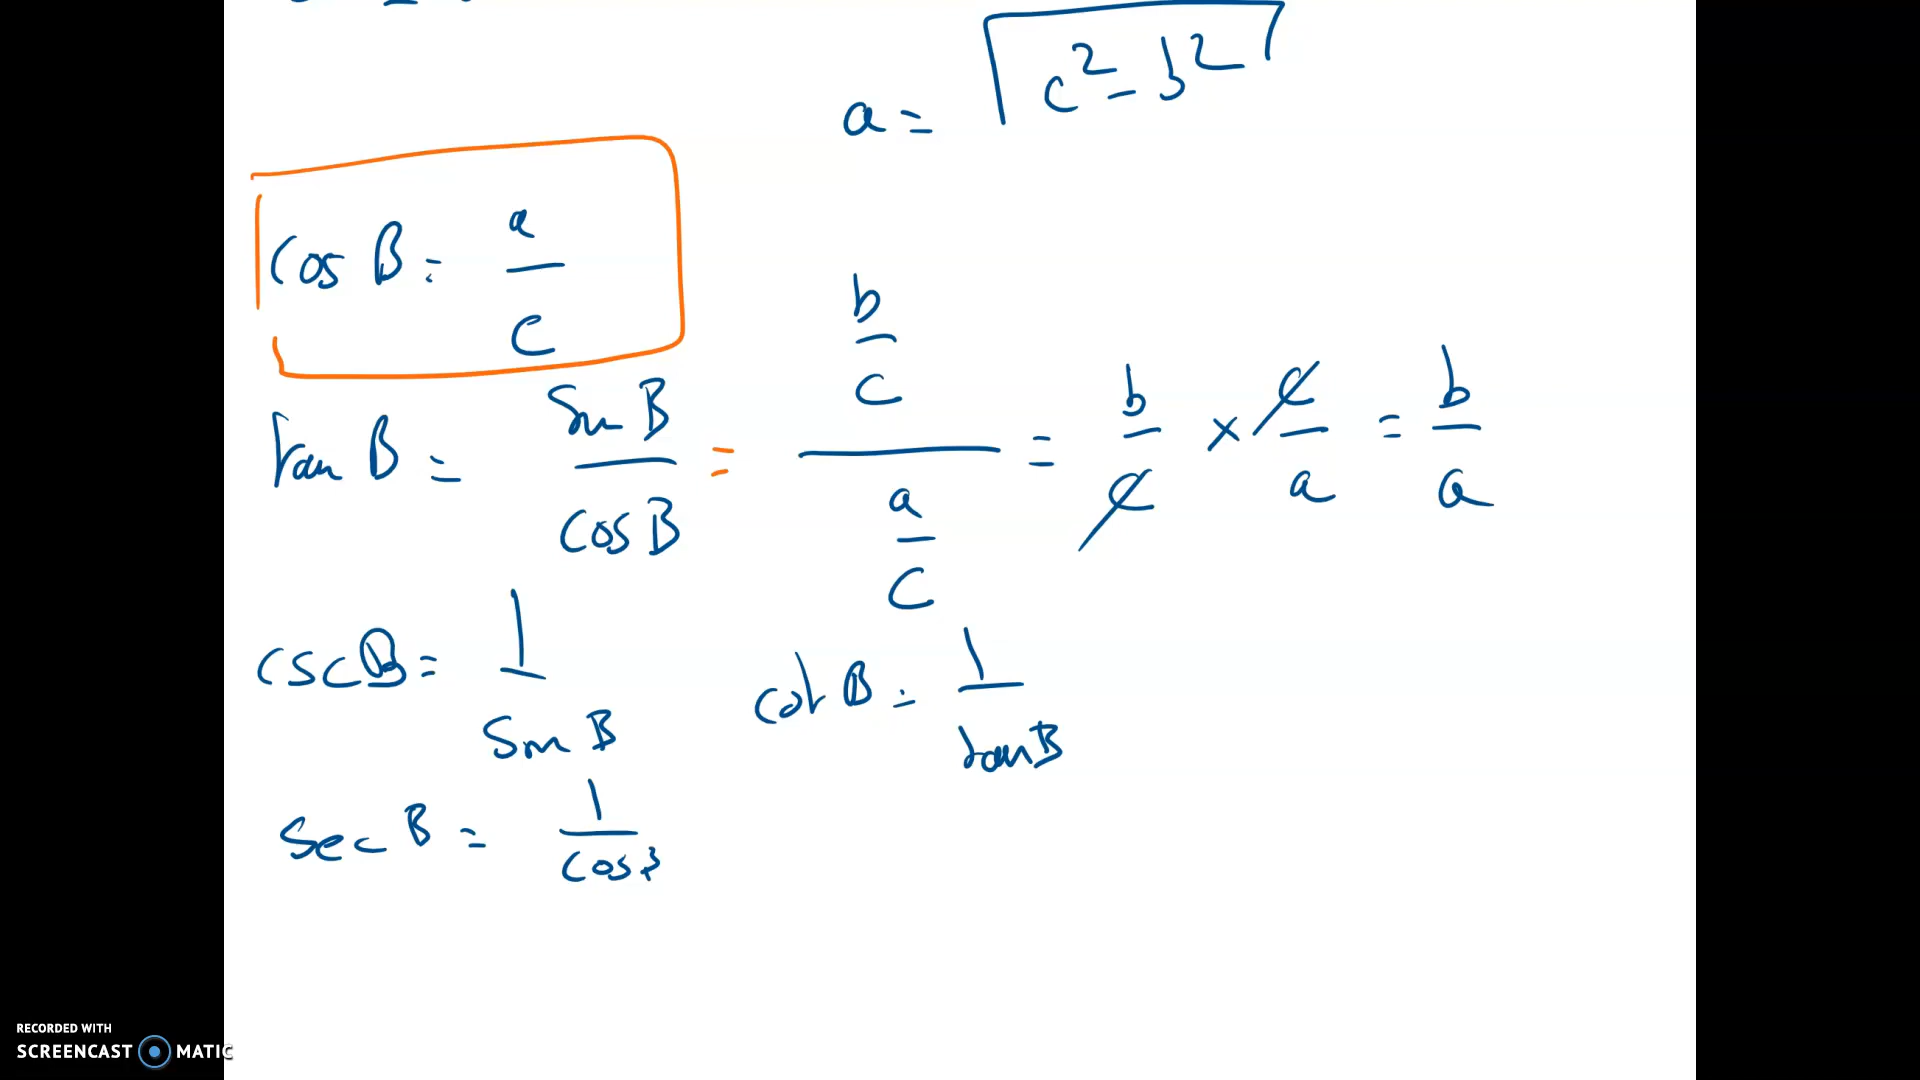 a = √c² - b²
cos B = a/c
tan B = sin B / cos B = (b/c)/(a/c) = b/c × c/a = b/a
csc B = 1/sin B
cot B = 1/tan B
sec B = 1/cos B
RECORDED WITH
SCREENCAST MATIC